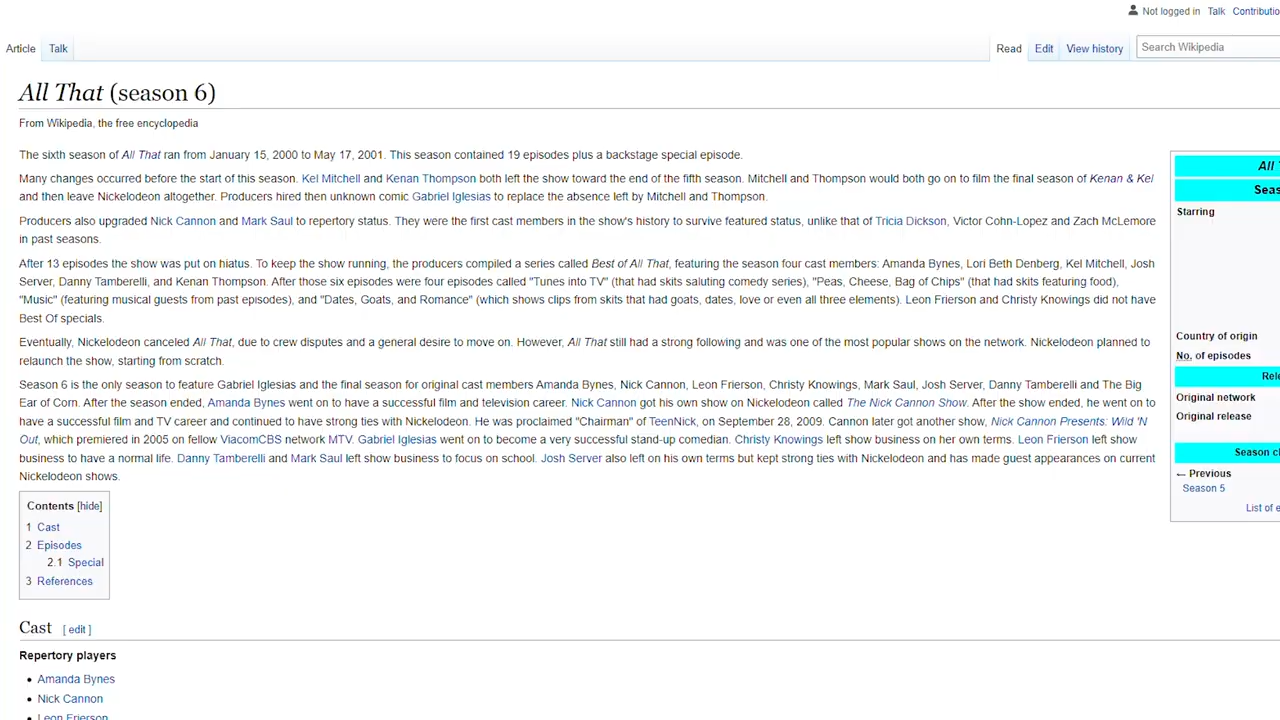 Not logged in Talk Contributio
Article Talk Read Edit View history Search Wikipedia
All That (season 6)
From Wikipedia, the free encyclopedia
The sixth season of All That ran from January 15, 2000 to May 17, 2001. This season contained 19 episodes plus a backstage special episode.
Many changes occurred before the start of this season. Kel Mitchell and Kenan Thompson both left the show toward the end of the fifth season. Mitchell and Thompson would both go on to film the final season of Kenan & Kel
and then leave Nickelodeon altogether. Producers hired then unknown comic Gabriel Iglesias to replace the absence left by Mitchell and Thompson.
Producers also upgraded Nick Cannon and Mark Saul to repertory status. They were the first cast members in the show's history to survive featured status, unlike that of Tricia Dickson, Victor Cohn-Lopez and Zach McLemore
in past seasons.
After 13 episodes the show was put on hiatus. To keep the show running, the producers compiled a series called Best of All That, featuring the season four cast members: Amanda Bynes, Lori Beth Denberg, Kel Mitchell, Josh
Server, Danny Tamberelli, and Kenan Thompson. After those six episodes were four episodes called "Tunes into TV" (that had skits saluting comedy series), "Peas, Cheese, Bag of Chips" (that had skits featuring food),
"Music" (featuring musical guests from past episodes), and "Dates, Goats, and Romance" (which shows clips from skits that had goats, dates, love or even all three elements). Leon Frierson and Christy Knowings did not have
Best Of specials.
Eventually, Nickelodeon canceled All That, due to crew disputes and a general desire to move on. However, All That still had a strong following and was one of the most popular shows on the network. Nickelodeon planned to
relaunch the show, starting from scratch.
Season 6 is the only season to feature Gabriel Iglesias and the final season for original cast members Amanda Bynes, Nick Cannon, Leon Frierson, Christy Knowings, Mark Saul, Josh Server, Danny Tamberelli and The Big
Ear of Corn. After the season ended, Amanda Bynes went on to have a successful film and television career. Nick Cannon got his own show on Nickelodeon called The Nick Cannon Show. After the show ended, he went on to
have a successful film and TV career and continued to have strong ties with Nickelodeon. He was proclaimed "Chairman" of TeenNick, on September 28, 2009. Cannon later got another show, Nick Cannon Presents: Wild 'N
Out, which premiered in 2005 on fellow ViacomCBS network MTV. Gabriel Iglesias went on to become a very successful stand-up comedian. Christy Knowings left show business on her own terms. Leon Frierson left show
business to have a normal life. Danny Tamberelli and Mark Saul left show business to focus on school. Josh Server also left on his own terms but kept strong ties with Nickelodeon and has made guest appearances on current
Nickelodeon shows.
Contents [hide]
1 Cast
2 Episodes
2.1 Special
3 References
Cast [ edit ]
Repertory players
• Amanda Bynes
• Nick Cannon
• Leon Frierson
All T
Seas
Starring
Country of origin
No. of episodes
Rele
Original network
Original release
Season cl
← Previous
Season 5
List of e